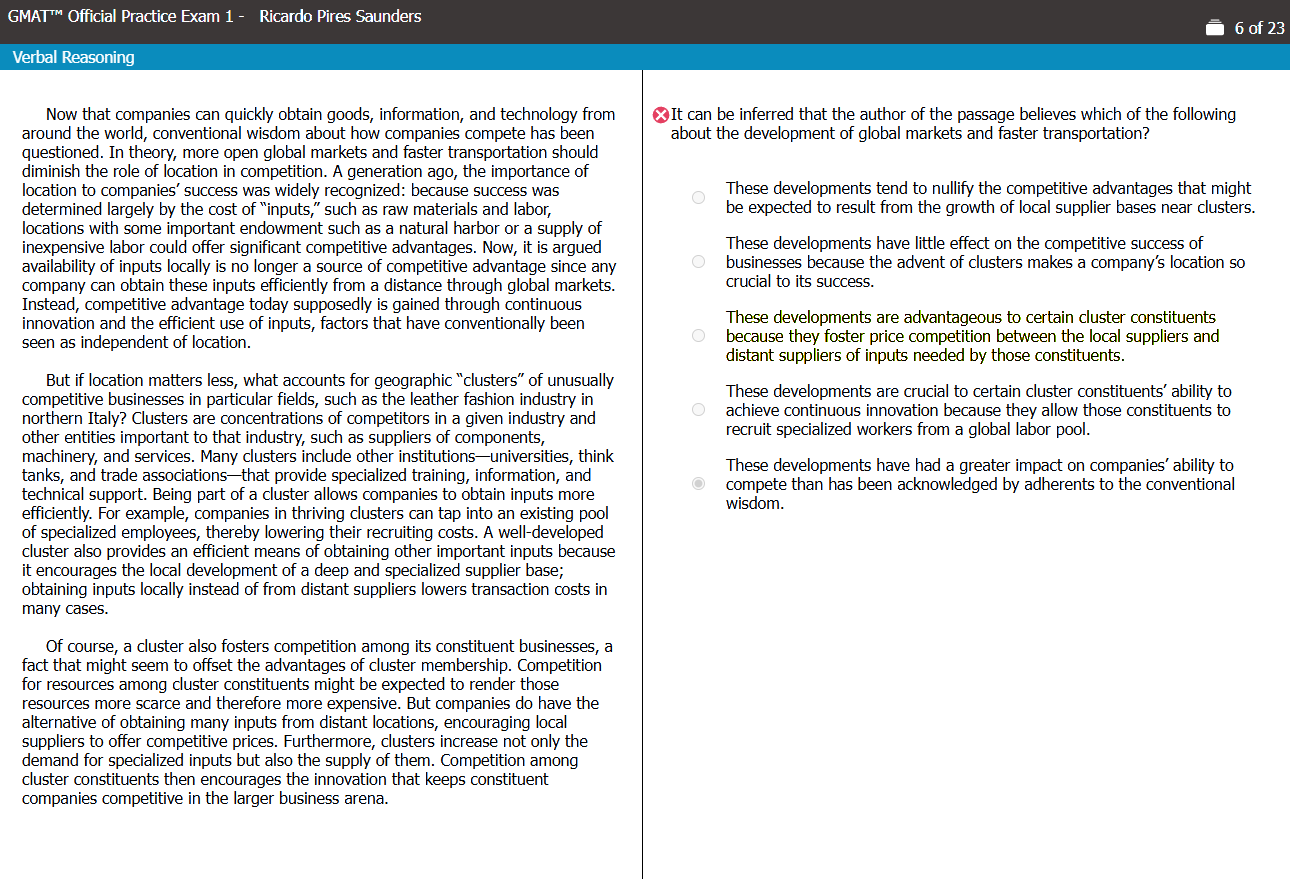 GMAT™ Official Practice Exam 1 - Ricardo Pires Saunders
6 of 23
Verbal Reasoning
Now that companies can quickly obtain goods, information, and technology from
around the world, conventional wisdom about how companies compete has been
questioned. In theory, more open global markets and faster transportation should
diminish the role of location in competition. A generation ago, the importance of
location to companies' success was widely recognized: because success was
determined largely by the cost of "inputs," such as raw materials and labor,
locations with some important endowment such as a natural harbor or a supply of
inexpensive labor could offer significant competitive advantages. Now, it is argued
availability of inputs locally is no longer a source of competitive advantage since any
company can obtain these inputs efficiently from a distance through global markets.
Instead, competitive advantage today supposedly is gained through continuous
innovation and the efficient use of inputs, factors that have conventionally been
seen as independent of location.
But if location matters less, what accounts for geographic "clusters" of unusually
competitive businesses in particular fields, such as the leather fashion industry in
northern Italy? Clusters are concentrations of competitors in a given industry and
other entities important to that industry, such as suppliers of components,
machinery, and services. Many clusters include other institutions—universities, think
tanks, and trade associations—that provide specialized training, information, and
technical support. Being part of a cluster allows companies to obtain inputs more
efficiently. For example, companies in thriving clusters can tap into an existing pool
of specialized employees, thereby lowering their recruiting costs. A well-developed
cluster also provides an efficient means of obtaining other important inputs because
it encourages the local development of a deep and specialized supplier base;
obtaining inputs locally instead of from distant suppliers lowers transaction costs in
many cases.
Of course, a cluster also fosters competition among its constituent businesses, a
fact that might seem to offset the advantages of cluster membership. Competition
for resources among cluster constituents might be expected to render those
resources more scarce and therefore more expensive. But companies do have the
alternative of obtaining many inputs from distant locations, encouraging local
suppliers to offer competitive prices. Furthermore, clusters increase not only the
demand for specialized inputs but also the supply of them. Competition among
cluster constituents then encourages the innovation that keeps constituent
companies competitive in the larger business arena.
It can be inferred that the author of the passage believes which of the following
about the development of global markets and faster transportation?
These developments tend to nullify the competitive advantages that might
be expected to result from the growth of local supplier bases near clusters.
These developments have little effect on the competitive success of
businesses because the advent of clusters makes a company's location so
crucial to its success.
These developments are advantageous to certain cluster constituents
because they foster price competition between the local suppliers and
distant suppliers of inputs needed by those constituents.
These developments are crucial to certain cluster constituents' ability to
achieve continuous innovation because they allow those constituents to
recruit specialized workers from a global labor pool.
These developments have had a greater impact on companies' ability to
compete than has been acknowledged by adherents to the conventional
wisdom.